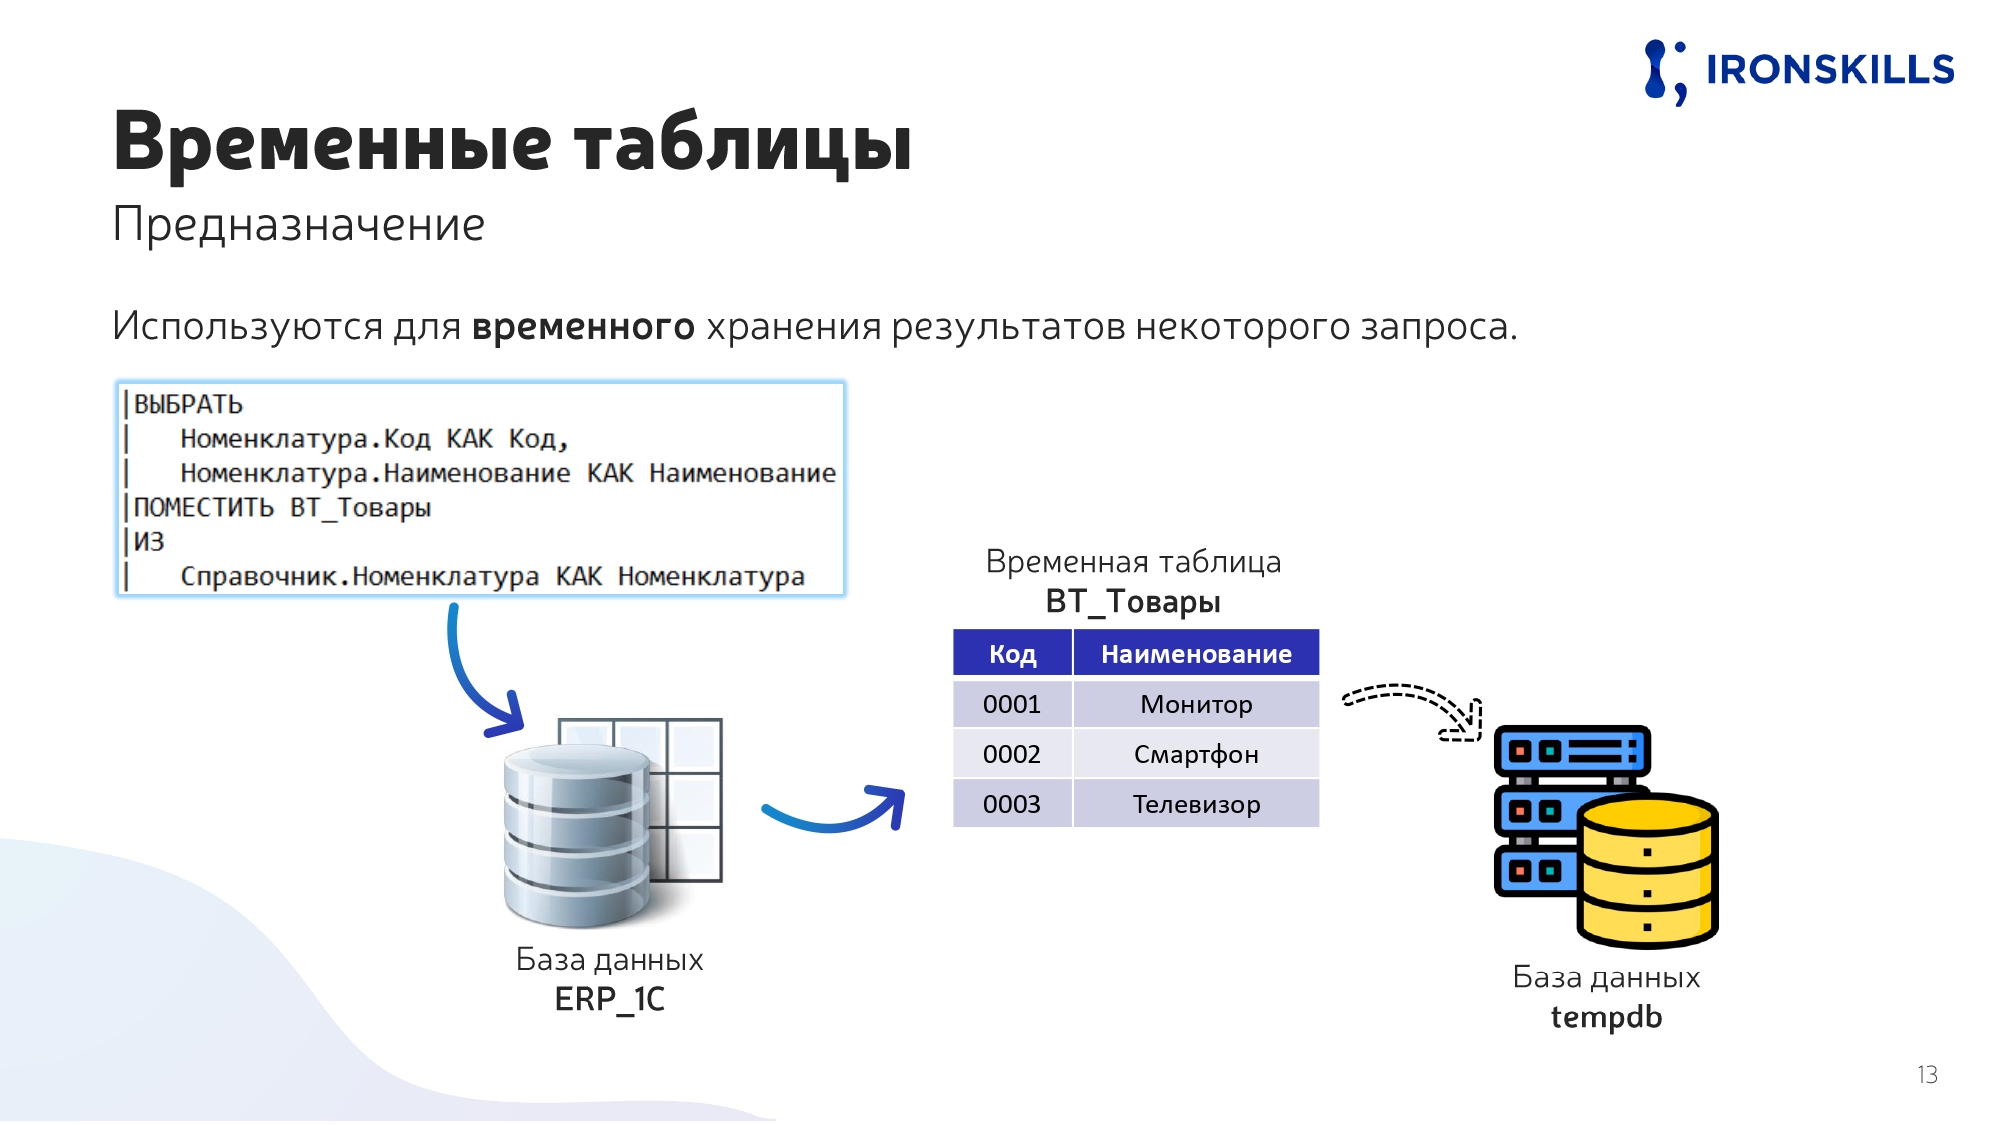 IRONSKILLS
Временные таблицы
Предназначение
Используются для временного хранения результатов некоторого запроса.
|ВЫБРАТЬ
|   Номенклатура.Код КАК Код,
|   Номенклатура.Наименование КАК Наименование
|ПОМЕСТИТЬ ВТ_Товары
|ИЗ
|   Справочник.Номенклатура КАК Номенклатура
Временная таблица
ВТ_Товары
Код Наименование
0001 Монитор
0002 Смартфон
0003 Телевизор
База данных
ERP_1C
База данных
tempdb
13